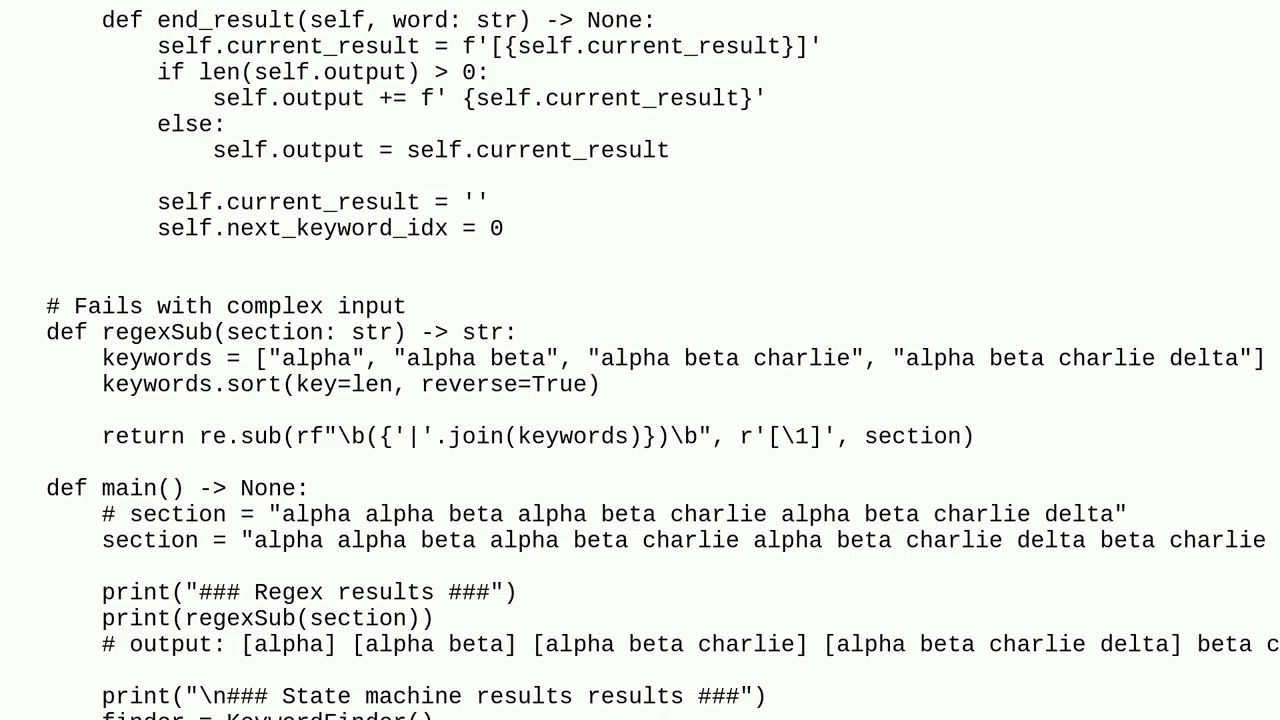 def end_result(self, word: str) -> None:
self.current_result = f'[{self.current_result}]'
if len(self.output) > 0:
self.output += f' {self.current_result}'
else:
self.output = self.current_result
self.current_result = ''
self.next_keyword_idx = 0
# Fails with complex input
def regexSub(section: str) -> str:
keywords = ["alpha", "alpha beta", "alpha beta charlie", "alpha beta charlie delta"]
keywords.sort(key=len, reverse=True)
return re.sub(rf"\b({'|'.join(keywords)})\b", r'[\1]', section)
def main() -> None:
# section = "alpha alpha beta alpha beta charlie alpha beta charlie delta"
section = "alpha alpha beta alpha beta charlie alpha beta charlie delta beta charlie
print("### Regex results ###")
print(regexSub(section))
# output: [alpha] [alpha beta] [alpha beta charlie] [alpha beta charlie delta] beta c
print("\n### State machine results results ###")
finder = KeywordFinder()